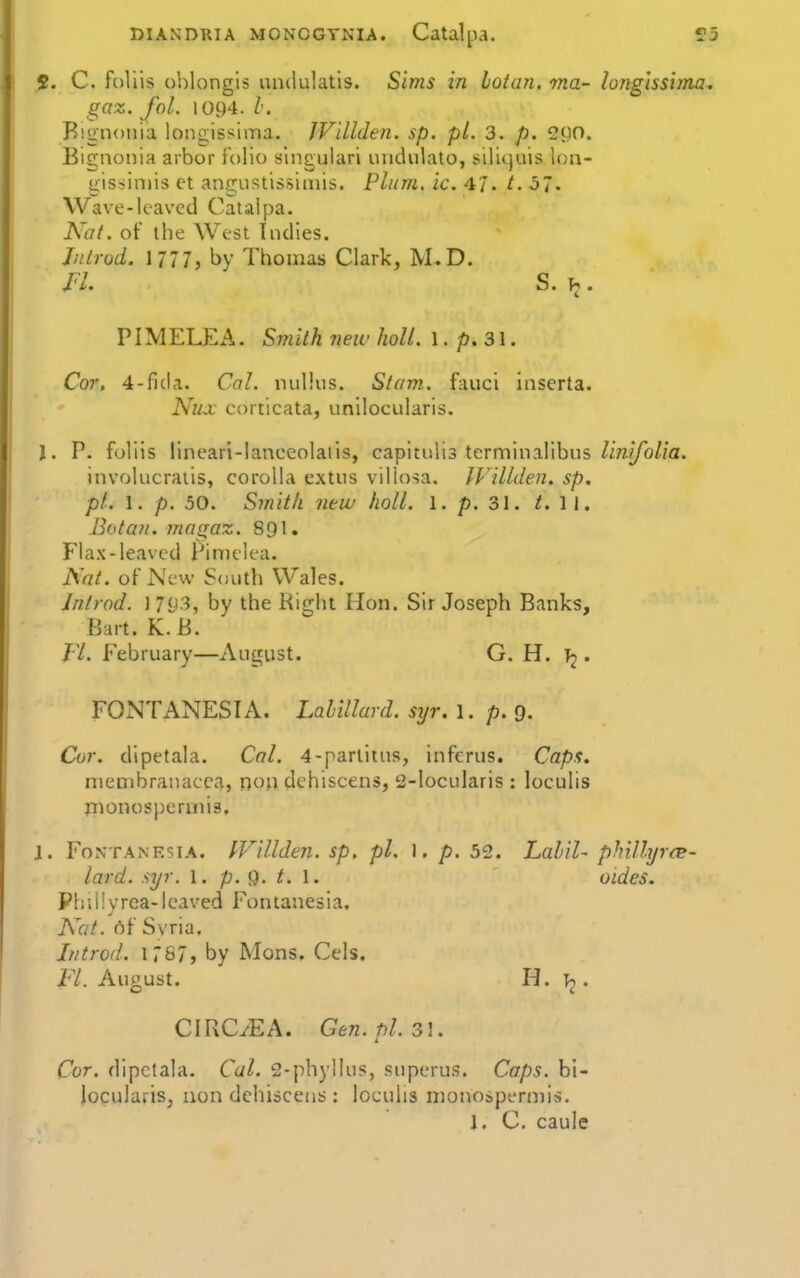 DIANDRIA MONOGYNIA. Catalpa. 25
2. C. foliis oblongis undulatis. Sims in botan. ma- longissima.
gaz. fol. 1094. b.
Bignonia longissima. Willden. sp. pl. 3. p. 290.
Bignonia arbor folio singulari undulato, siliquis lon-
gissimis et angustissimis. Plum. ic. 47. t. 57.
Wave-leaved Catalpa.
Nat. of the West Indies.
Introd. 1777, by Thomas Clark, M.D.
Fl. S. ♄.
PIMELEA. Smith new holl. 1. p. 31.
Cor. 4-fida. Cal. nullus. Stam. fauci inserta.
Nux corticata, unilocularis.
1. P. foliis lineari-lanceolatis, capitulis terminalibus linifolia.
involucratis, corolla extus villosa. Willden. sp.
pl. 1. p. 50. Smith new holl. 1. p. 31. t. 11.
Botan. magaz. 891.
Flax-leaved Pimelea.
Nat. of New South Wales.
Introd. 1793, by the Right Hon. Sir Joseph Banks,
Bart. K.B.
Fl. February—August. G. H. ♄.
FONTANESIA. Labillard. syr. 1. p. 9.
Cor. dipetala. Cal. 4-partitus, inferus. Caps.
membranacea, non dehiscens, 2-locularis: loculis
monospermis.
1. FONTANESIA. Willden. sp. pl. 1. p. 52. Labil- phillyræ-
lard. syr. 1. p. 9. t. 1. oides.
Phillyrea-leaved Fontanesia.
Nat. of Syria.
Introd. 1787, by Mons. Cels.
Fl. August. H. ♄.
CIRCÆA. Gen. pl. 31.
Cor. dipetala. Cal. 2-phyllus, superus. Caps. bi-
locularis, non dehiscens: loculis monospermis.
1. C. caule